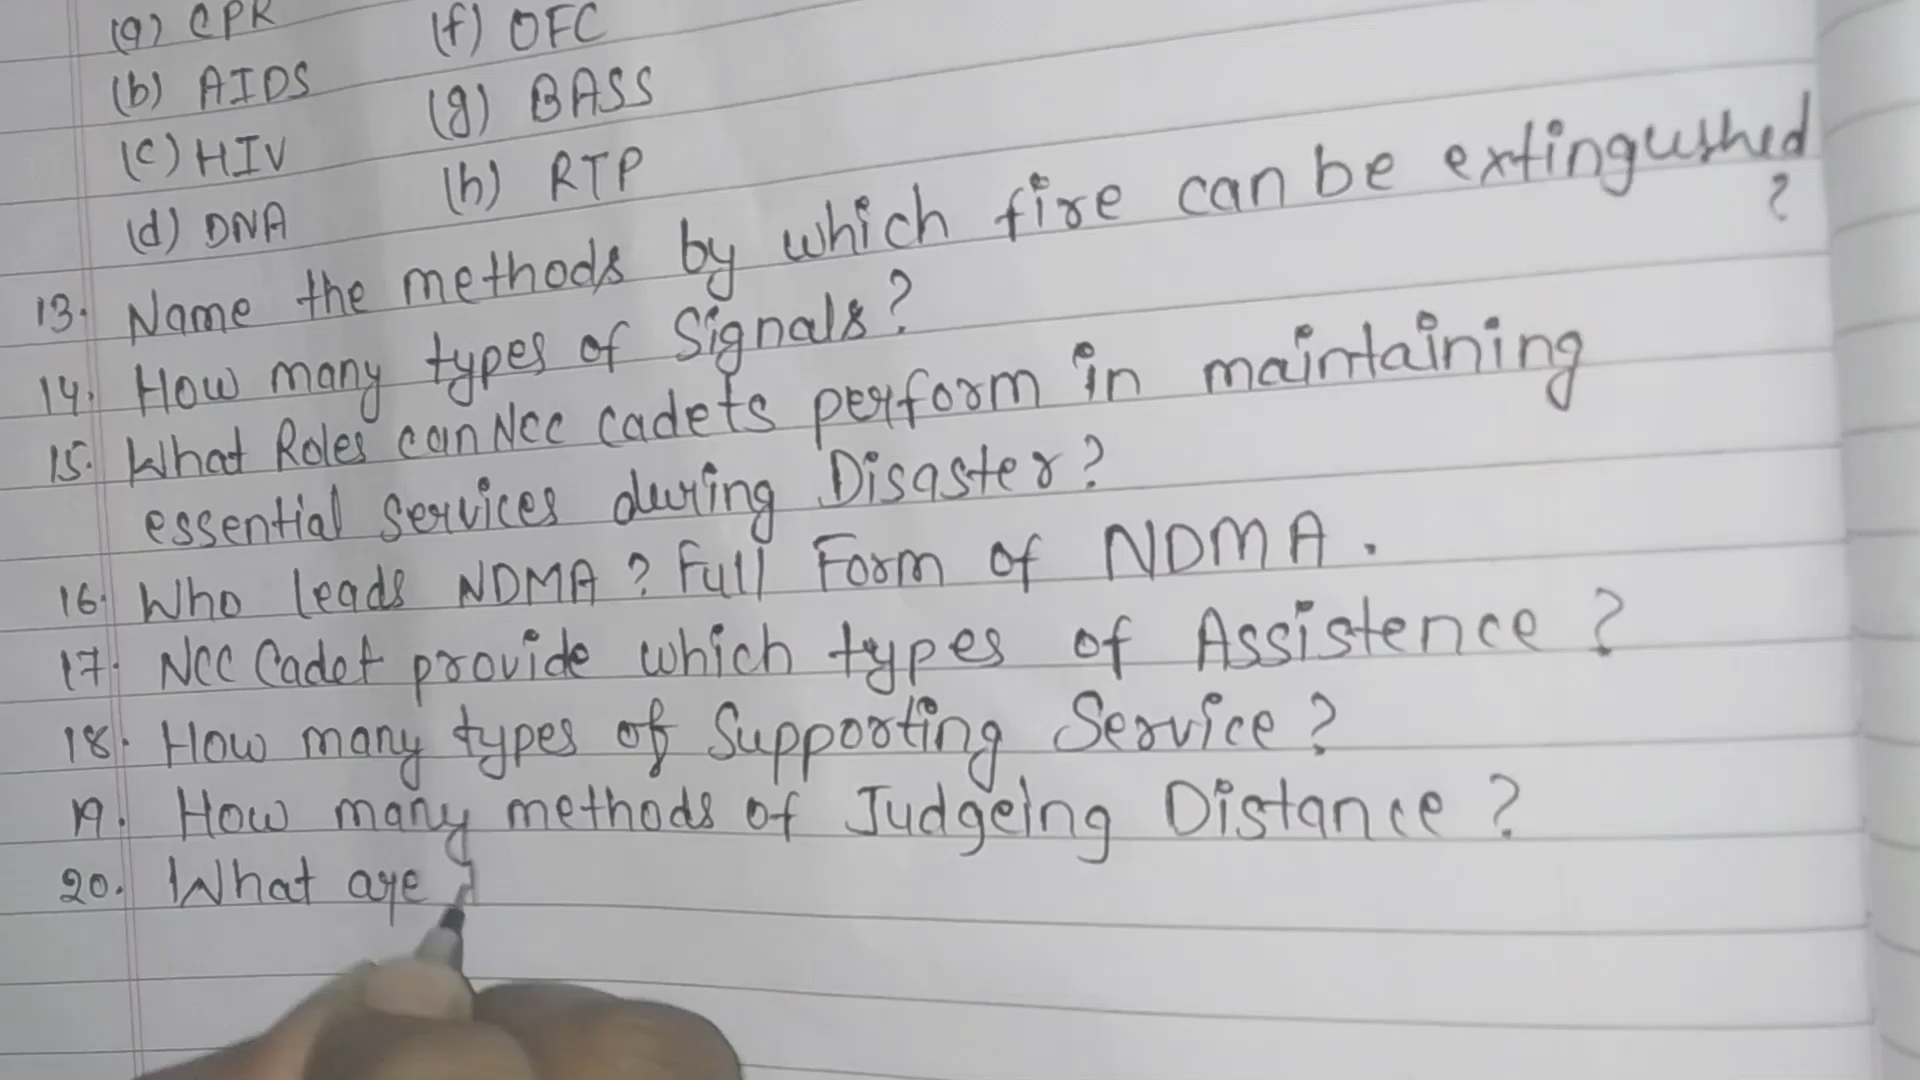 (a) CPR (f) OFC
(b) AIDS (g) BASS
(c) HIV (h) RTP
(d) DNA
13. Name the methods by which fire can be extingushed ?
14. How many types of Signals?
15. What Roles can Ncc cadets perform in maintaining
essential services during Disaster?
16. Who leads NDMA? Full Form of NDMA.
17. NCC Cadet provide which types of Assistence?
18. How many types of Supporting Service?
19. How many methods of Judgeing Distance?
20. What are